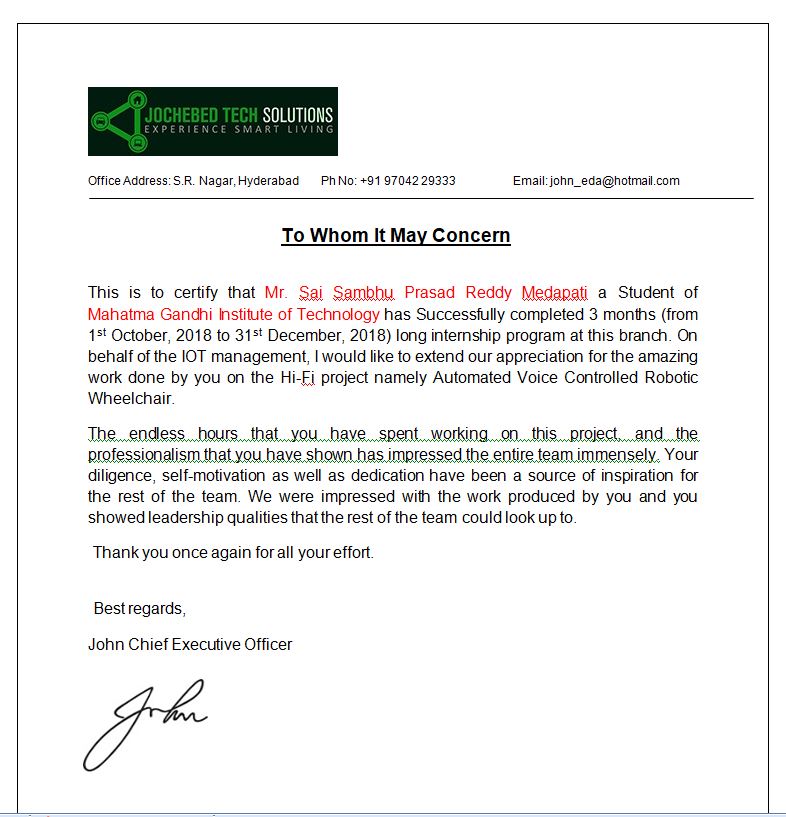 JOCHEBED TECH SOLUTIONS
EXPERIENCE SMART LIVING
Office Address: S.R. Nagar, Hyderabad Ph No: +91 97042 29333 Email: john_eda@hotmail.com
To Whom It May Concern
This is to certify that Mr. Sai Sambhu Prasad Reddy Medapati a Student of
Mahatma Gandhi Institute of Technology has Successfully completed 3 months (from
1st October, 2018 to 31st December, 2018) long internship program at this branch. On
behalf of the IOT management, I would like to extend our appreciation for the amazing
work done by you on the Hi-Fi project namely Automated Voice Controlled Robotic
Wheelchair.
The endless hours that you have spent working on this project, and the
professionalism that you have shown has impressed the entire team immensely. Your
diligence, self-motivation as well as dedication have been a source of inspiration for
the rest of the team. We were impressed with the work produced by you and you
showed leadership qualities that the rest of the team could look up to.
Thank you once again for all your effort.
Best regards,
John Chief Executive Officer
John